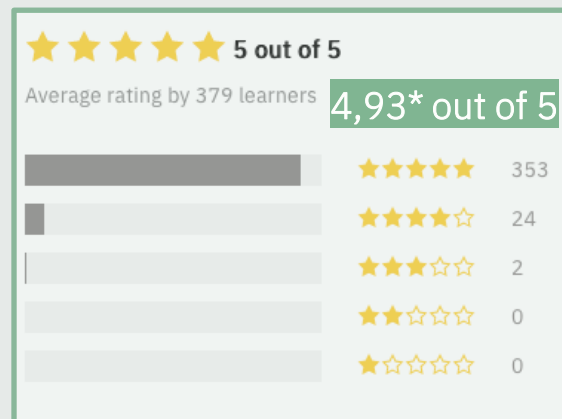 5 out of 5
Average rating by 379 learners
4,93* out of 5
353
24
2
0
0